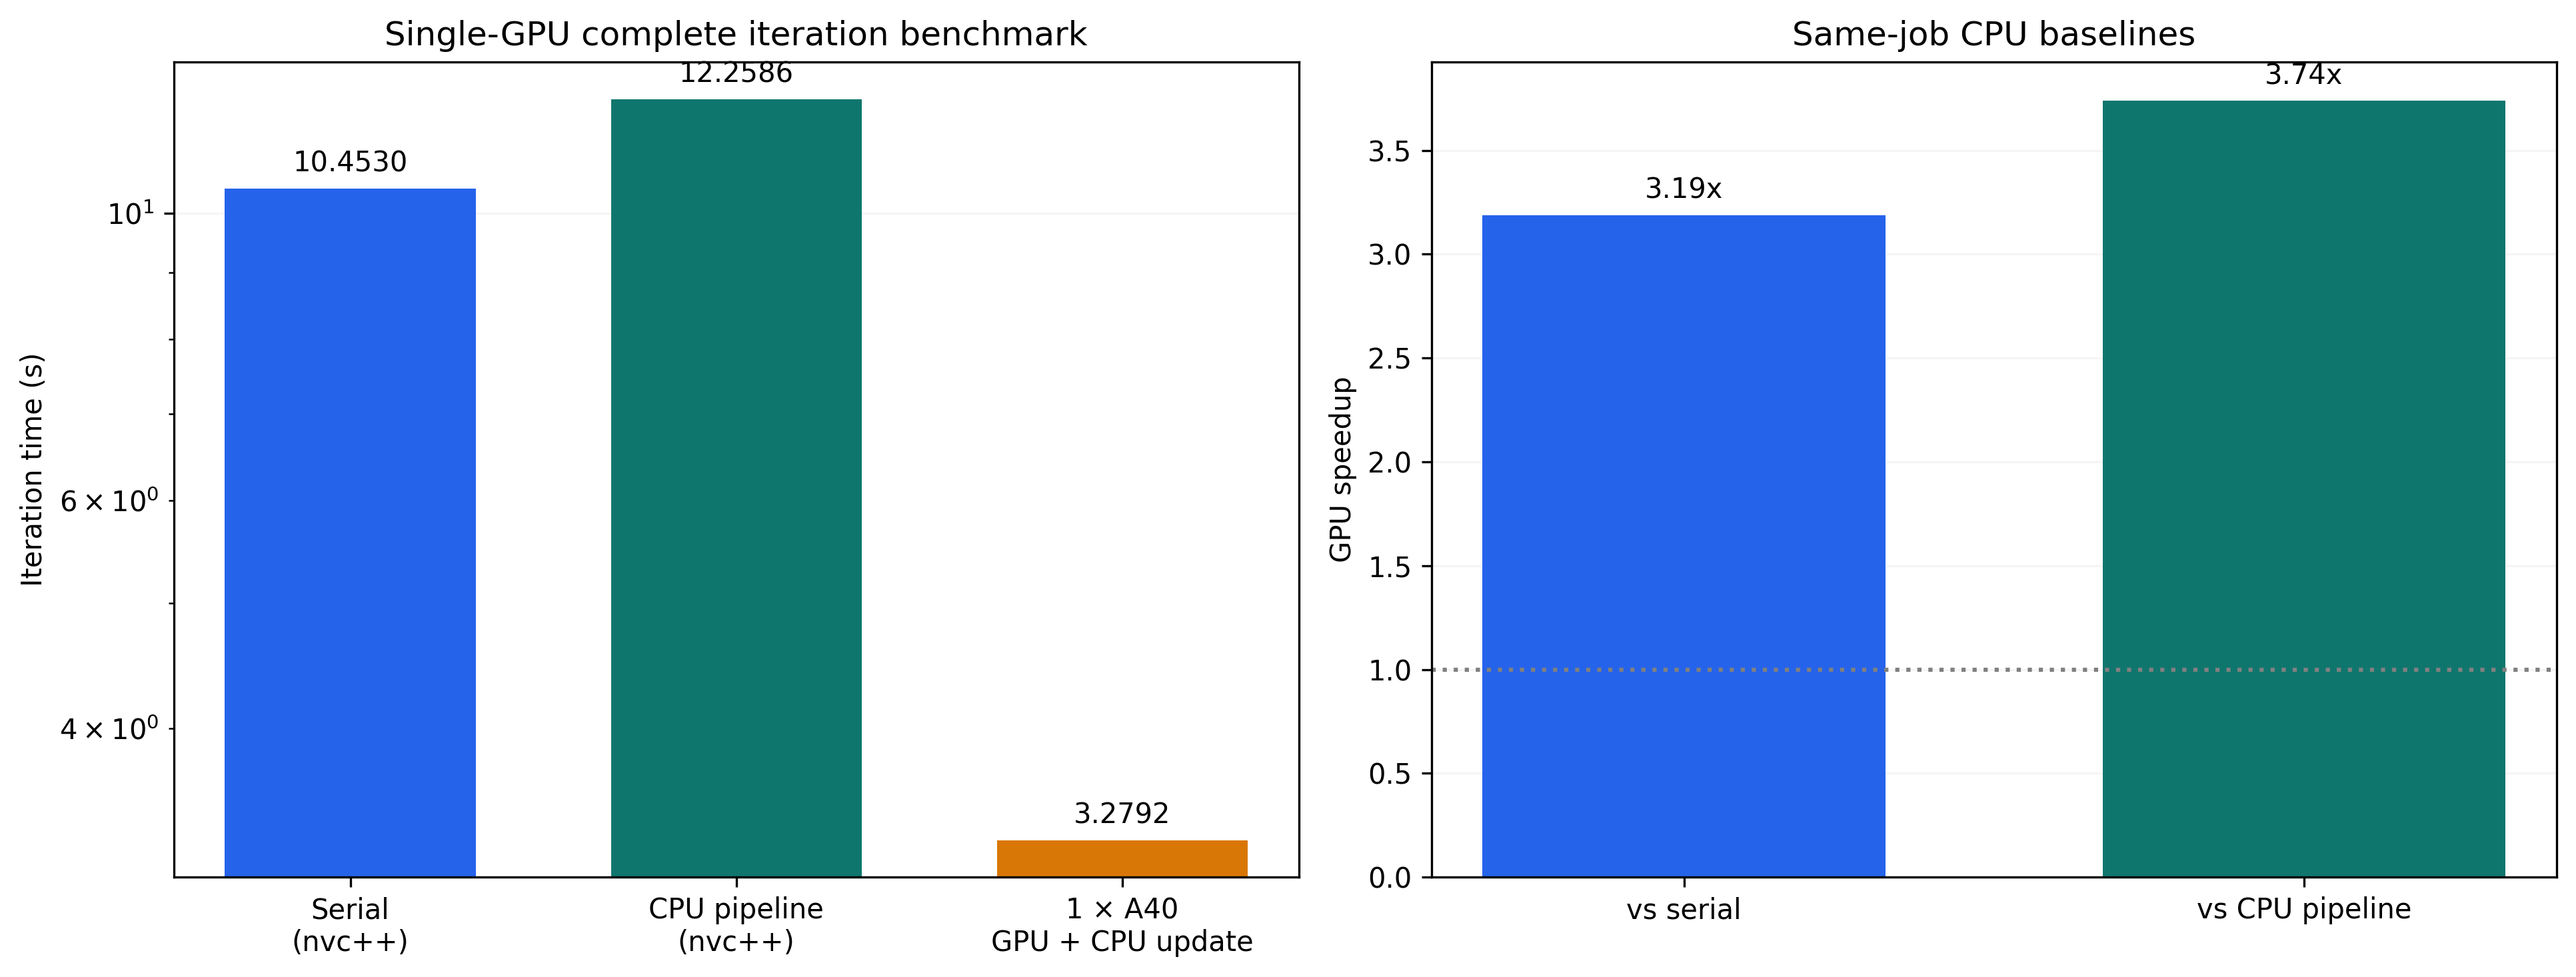 Single-GPU complete iteration benchmark
Iteration time (s)
10¹
6 × 10⁰
4 × 10⁰
10.4530
12.2586
3.2792
Serial
(nvc++)
CPU pipeline
(nvc++)
1 × A40
GPU + CPU update
Same-job CPU baselines
GPU speedup
3.5
3.0
2.5
2.0
1.5
1.0
0.5
0.0
3.19x
3.74x
vs serial
vs CPU pipeline